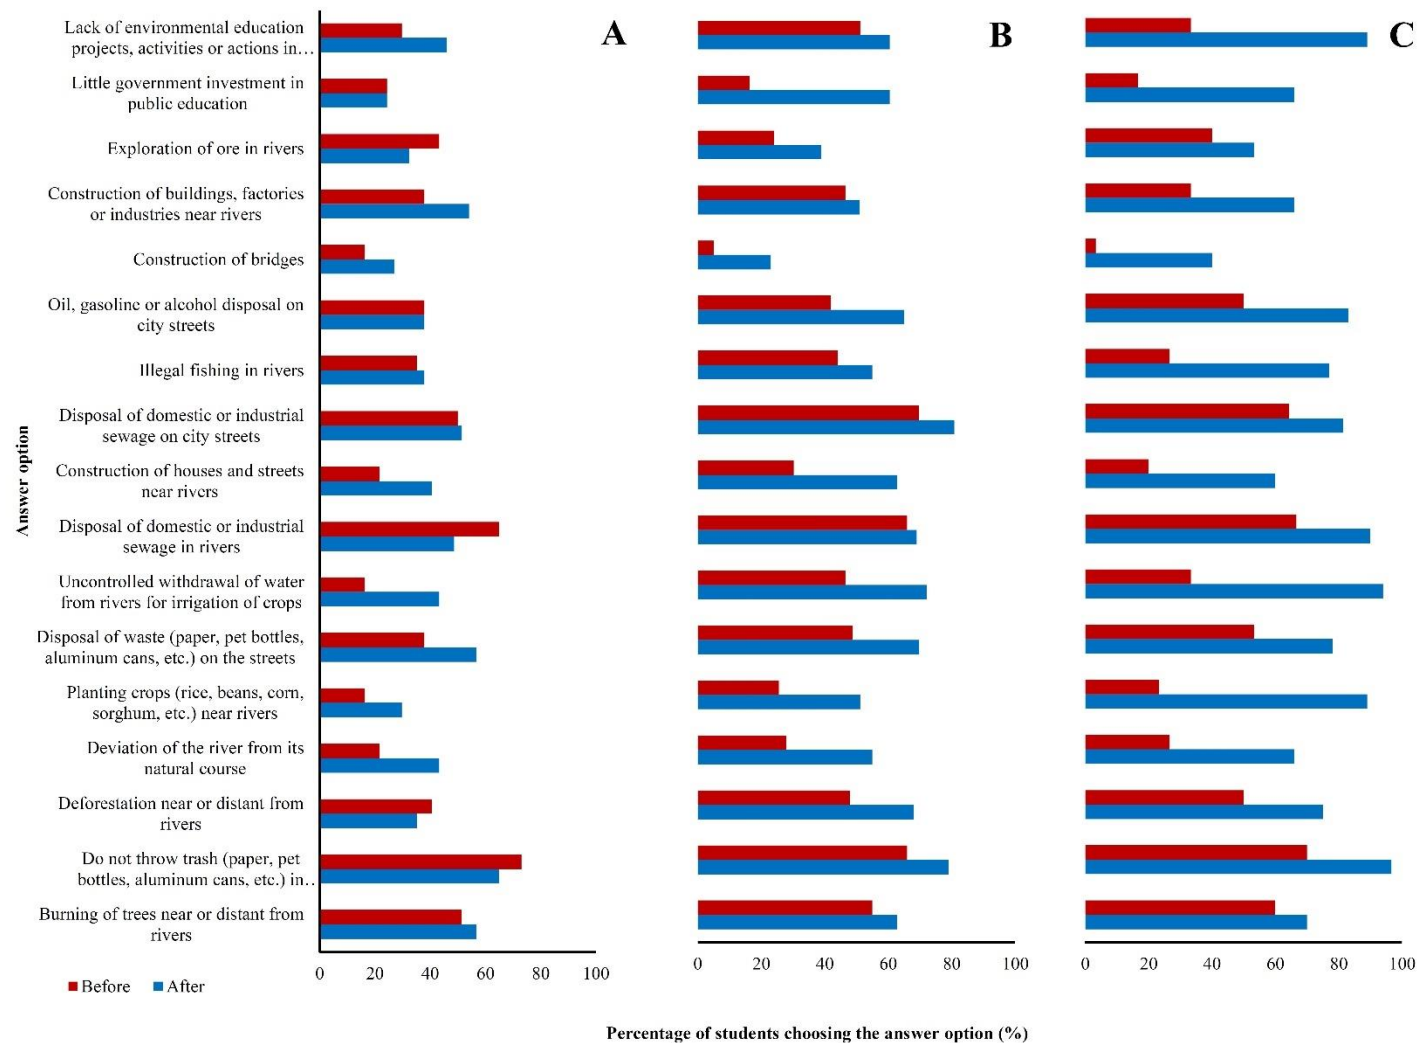 Lack of environmental education
projects, activities or actions in…
Little government investment in
public education
Exploration of ore in rivers
Construction of buildings, factories
or industries near rivers
Construction of bridges
Oil, gasoline or alcohol disposal on
city streets
Illegal fishing in rivers
Disposal of domestic or industrial
sewage on city streets
Construction of houses and streets
near rivers
Disposal of domestic or industrial
sewage in rivers
Uncontrolled withdrawal of water
from rivers for irrigation of crops
Disposal of waste (paper, pet bottles,
aluminum cans, etc.) on the streets
Planting crops (rice, beans, corn,
sorghum, etc.) near rivers
Deviation of the river from its
natural course
Deforestation near or distant from
rivers
Do not throw trash (paper, pet
bottles, aluminum cans, etc.) in..
Burning of trees near or distant from
rivers
Answer option
A
B
C
0 20 40 60 80 100
0 20 40 60 80 100
0 20 40 60 80 100
Before After
Percentage of students choosing the answer option (%)